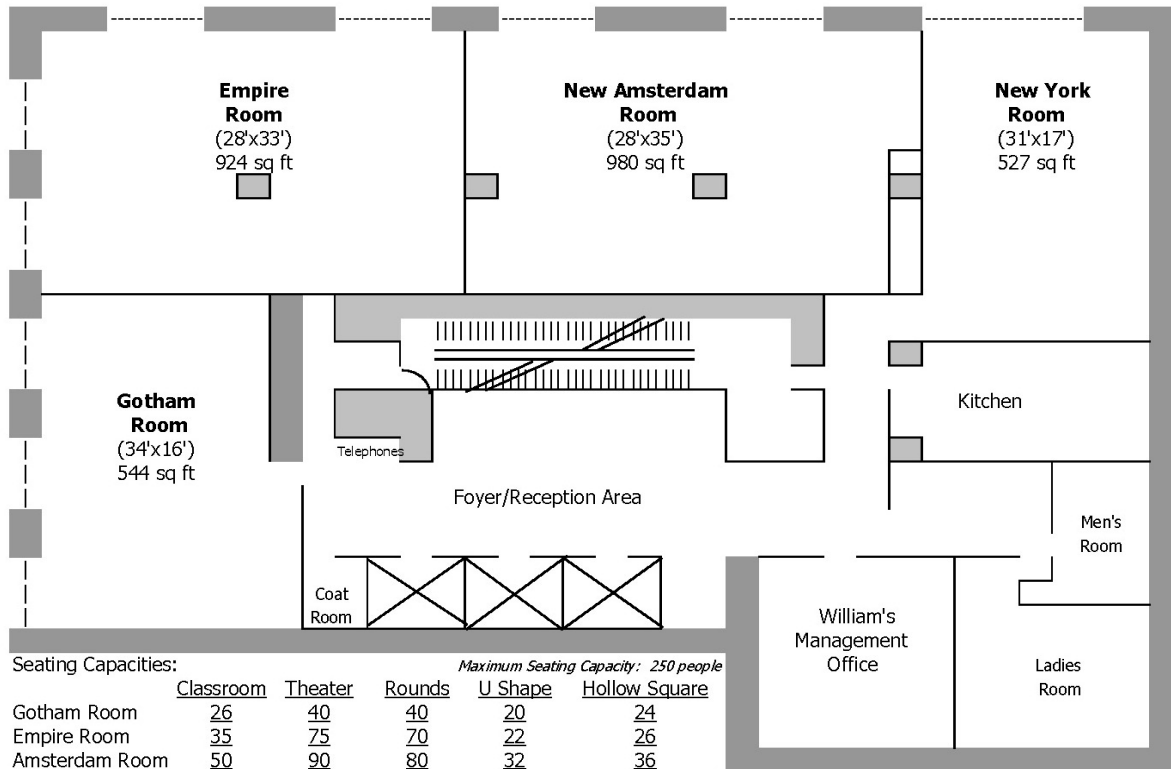 Empire
Room
(28'x33')
924 sq ft
New Amsterdam
Room
(28'x35')
980 sq ft
New York
Room
(31'x17')
527 sq ft
Gotham
Room
(34'x16')
544 sq ft
Kitchen
Telephones
Foyer/Reception Area
Men's
Room
Coat
Room
William's
Management
Office
Ladies
Room
Seating Capacities: Maximum Seating Capacity: 250 people
Classroom Theater Rounds U Shape Hollow Square
Gotham Room 26 40 40 20 24
Empire Room 35 75 70 22 26
Amsterdam Room 50 90 80 32 36